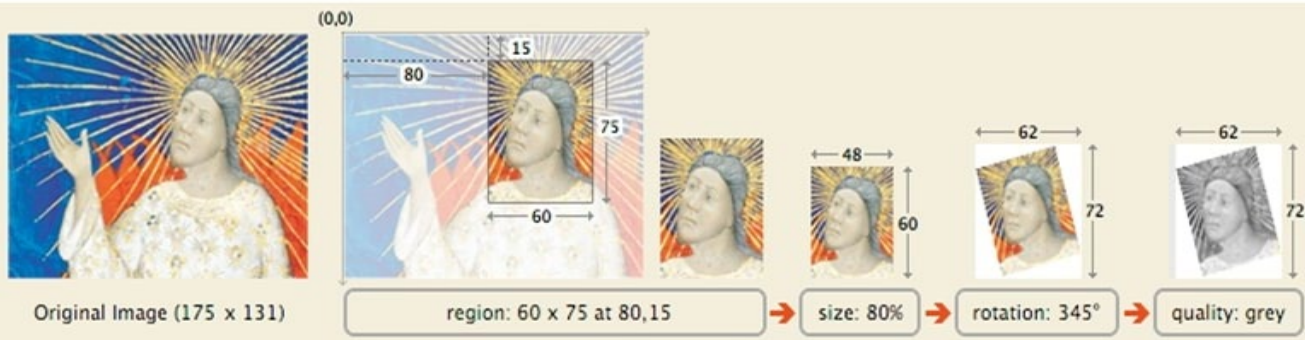 (0,0)
15
80
75
60
48
60
62
72
62
72
Original Image (175 x 131)
region: 60 x 75 at 80,15
size: 80%
rotation: 345°
quality: grey